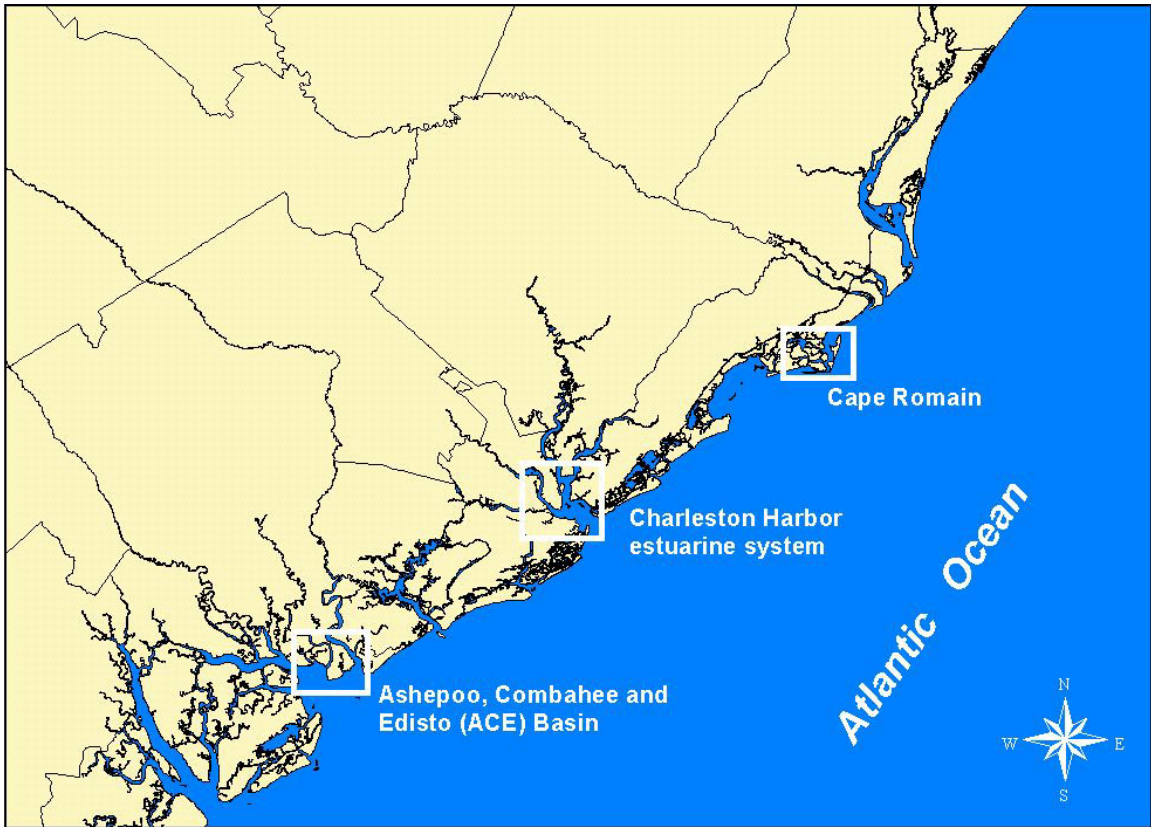 Cape Romain
Charleston Harbor
estuarine system
Atlantic Ocean
Ashepoo, Combahee and
Edisto (ACE) Basin
N
W
E
S